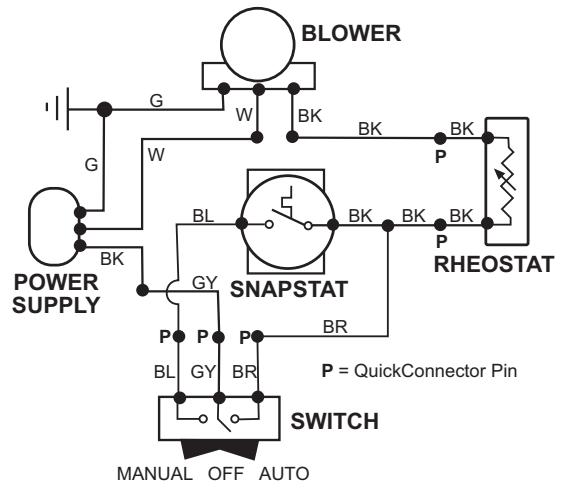 BLOWER
G
W
BK
BK
BK
P
G
W
BL
BK
BK
BK
P
BK
POWER
SUPPLY
SNAPSTAT
RHEOSTAT
GY
BR
P
P
P
BL
GY
BR
P = QuickConnector Pin
SWITCH
MANUAL OFF AUTO